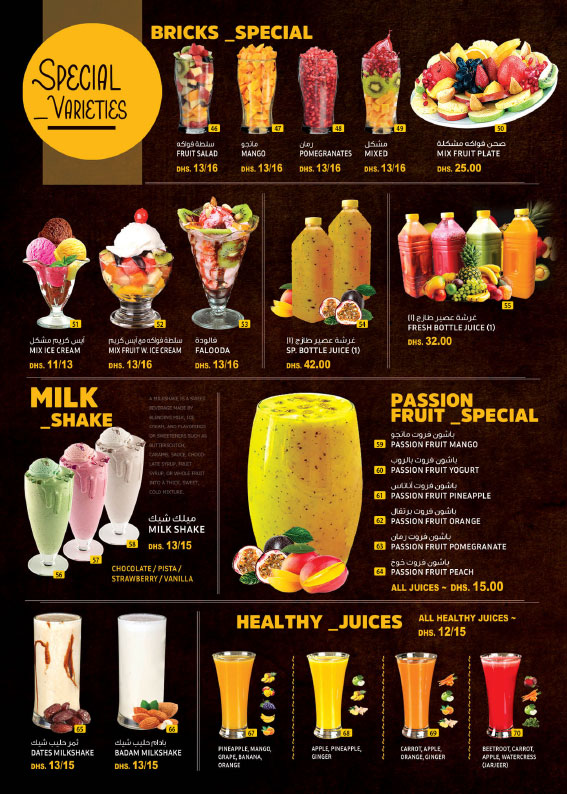 SPECIAL
_VARIETIES
BRICKS _SPECIAL
46
سلطة فواكه
FRUIT SALAD
DHS. 13/16
47
مانجو
MANGO
DHS. 13/16
48
رمان
POMEGRANATES
DHS. 13/16
49
مشكل
MIXED
DHS. 13/16
50
صحن فواكه مشكلة
MIX FRUIT PLATE
DHS. 25.00
51
آيس كريم مشكل
MIX ICE CREAM
DHS. 11/13
52
سلطة فواكه مع آيس كريم
MIX FRUIT W. ICE CREAM
DHS. 13/16
53
فالودة
FALOODA
DHS. 13/16
54
غرشة عصير طازج (١)
SP. BOTTLE JUICE (1)
DHS. 42.00
55
غرشة عصير طازج (١)
FRESH BOTTLE JUICE (1)
DHS. 32.00
MILK
_SHAKE
A MILKSHAKE IS A SWEET
BEVERAGE MADE BY
BLENDING MILK, ICE
CREAM, AND FLAVORINGS
OR SWEETENERS SUCH AS
BUTTERSCOTCH,
CARAMEL SAUCE, CHOCO-
LATE SYRUP, FRUIT
SYRUP, OR WHOLE FRUIT
INTO A THICK, SWEET,
COLD MIXTURE.
ميلك شيك
MILK SHAKE
DHS. 13/15
56
57
CHOCOLATE / PISTA /
STRAWBERRY / VANILLA
PASSION
FRUIT _SPECIAL
باشون فروت مانجو
59 PASSION FRUIT MANGO
باشون فروت بالروب
60 PASSION FRUIT YOGURT
باشون فروت أناناس
61 PASSION FRUIT PINEAPPLE
باشون فروت برتقال
62 PASSION FRUIT ORANGE
باشون فروت رمان
63 PASSION FRUIT POMEGRANATE
باشون فروت خوخ
64 PASSION FRUIT PEACH
ALL JUICES ~ DHS. 15.00
65
تمر حليب شيك
DATES MILKSHAKE
DHS. 13/15
66
بادام حليب شيك
BADAM MILKSHAKE
DHS. 13/15
HEALTHY _JUICES
ALL HEALTHY JUICES ~
DHS. 12/15
67
PINEAPPLE, MANGO,
GRAPE, BANANA,
ORANGE
68
APPLE, PINEAPPLE,
GINGER
69
CARROT, APPLE,
ORANGE, GINGER
70
BEETROOT, CARROT,
APPLE, WATERCRESS
(JARJEER)